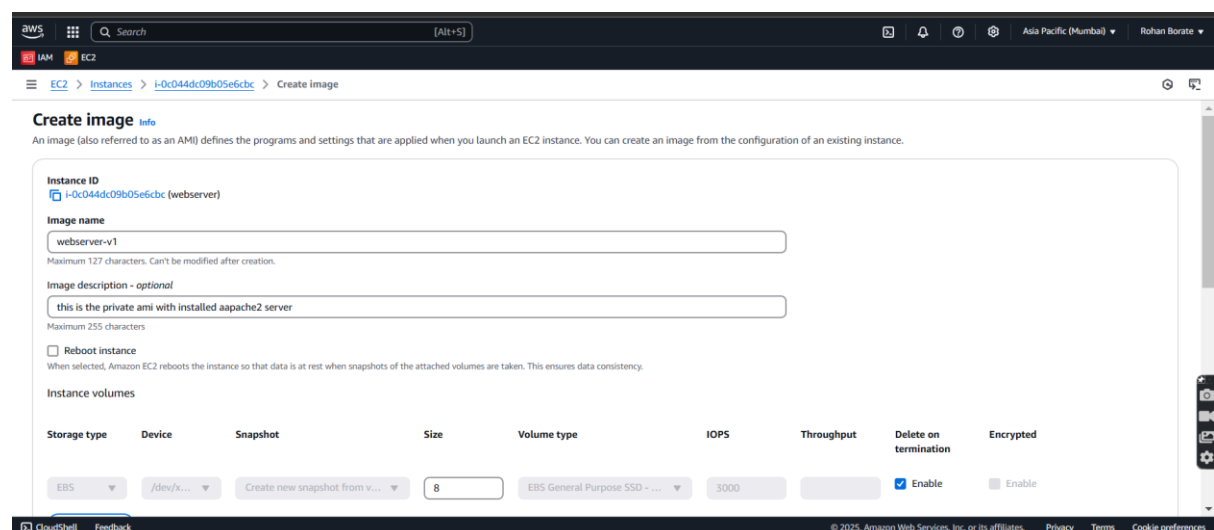 aws Search [Alt+S] Asia Pacific (Mumbai) Rohan Borate
IAM EC2
EC2 > Instances > i-0c044dc09b05e6cbc > Create image
Create image Info
An image (also referred to as an AMI) defines the programs and settings that are applied when you launch an EC2 instance. You can create an image from the configuration of an existing instance.
Instance ID
i-0c044dc09b05e6cbc (webserver)
Image name
webserver-v1
Maximum 127 characters. Can't be modified after creation.
Image description - optional
this is the private ami with installed aapache2 server
Maximum 255 characters
Reboot instance
When selected, Amazon EC2 reboots the instance so that data is at rest when snapshots of the attached volumes are taken. This ensures data consistency.
Instance volumes
Storage type Device Snapshot Size Volume type IOPS Throughput Delete on termination Encrypted
EBS /dev/x... Create new snapshot from v... 8 EBS General Purpose SSD - ... 3000 Enable Enable
CloudShell Feedback © 2025, Amazon Web Services, Inc. or its affiliates. Privacy Terms Cookie preferences